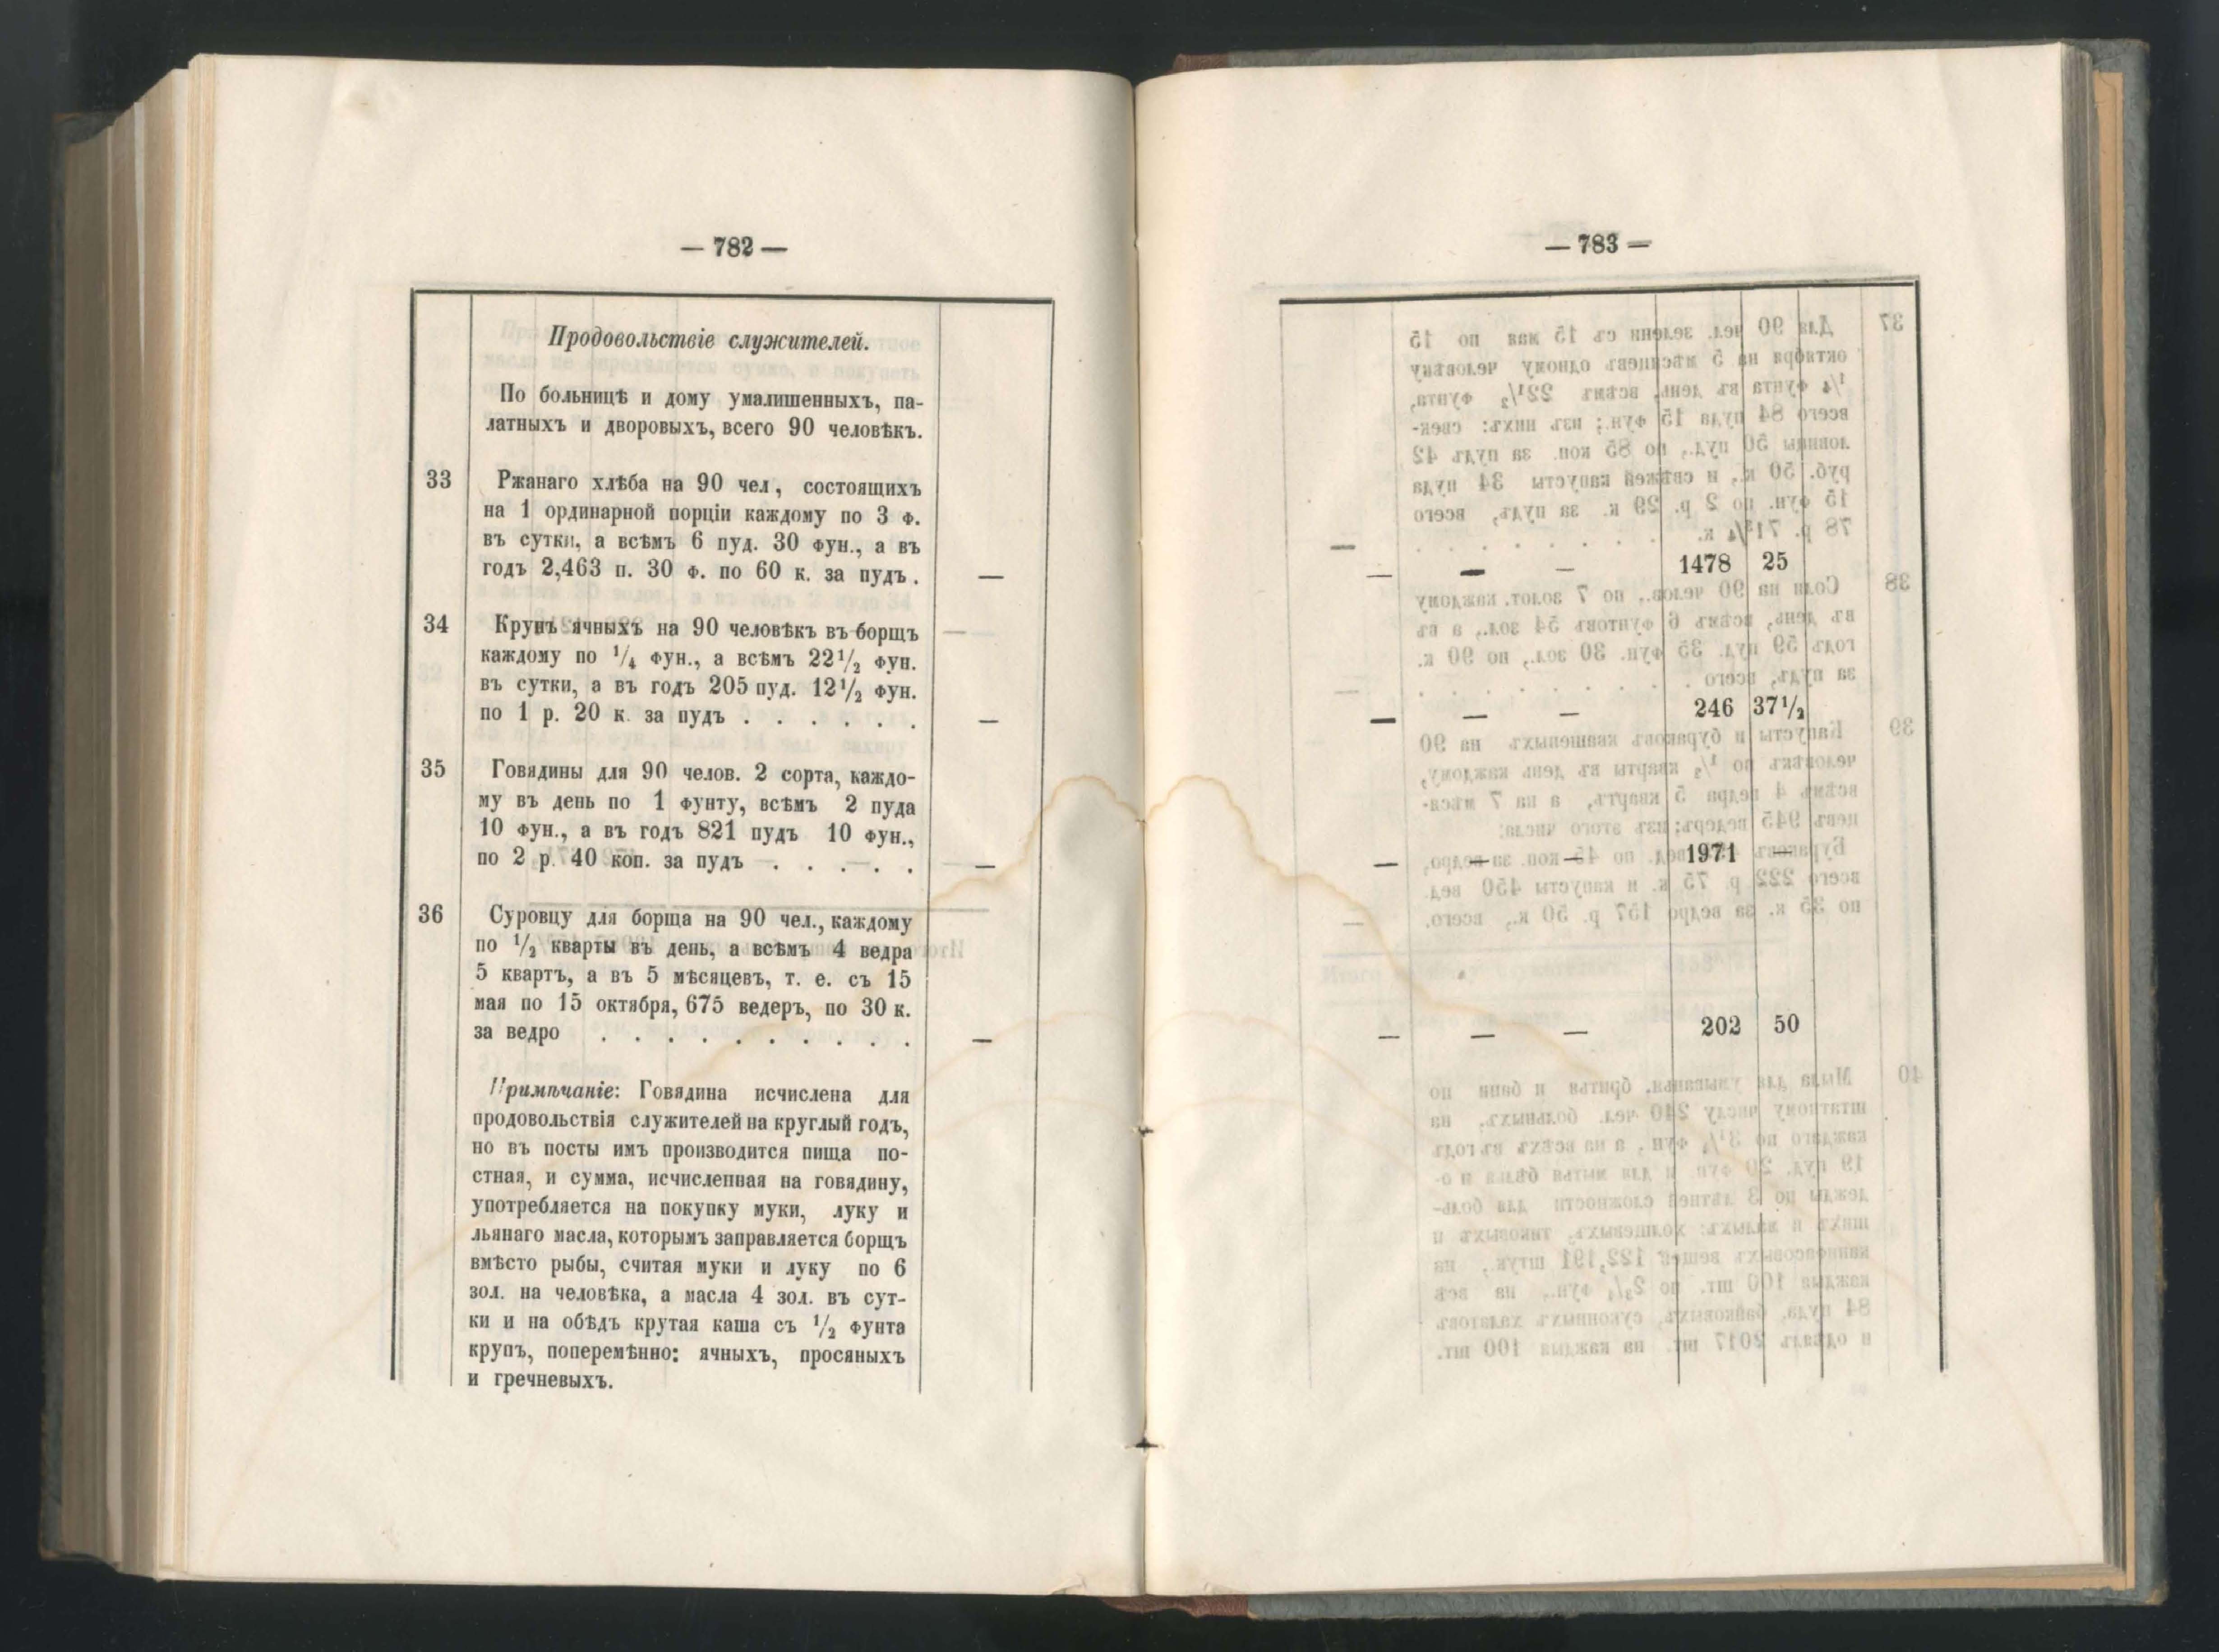 — 782 —
Продовольствіе служителей.
По больницѣ и дому умалишенныхъ, па-
латныхъ и дворовыхъ, всего 90 человѣкъ.
33 Ржанаго хлѣба на 90 чел, состоящихъ
на 1 ординарной порціи каждому по 3 ф.
въ сутки, а всѣмъ 6 пуд. 30 фун., а въ
годъ 2,463 п. 30 ф. по 60 к. за пудъ. —
34 Крупъ ячныхъ на 90 человѣкъ въ борщъ
каждому по 1/4 фун., а всѣмъ 22 1/2 фун.
въ сутки, а въ годъ 205 пуд. 12 1/2 фун.
по 1 р. 20 к. за пудъ . . . . . . —
35 Говядины для 90 челов. 2 сорта, каждо-
му въ день по 1 фунту, всѣмъ 2 пуда
10 фун., а въ годъ 821 пудъ 10 фун.,
по 2 р. 40 коп. за пудъ . . . . . —
36 Суровцу для борща на 90 чел., каждому
по 1/2 кварты въ день, а всѣмъ 4 ведра
5 квартъ, а въ 5 мѣсяцевъ, т. е. съ 15
мая по 15 октября, 675 ведеръ, по 30 к.
за ведро . . . . . . . . . . —
Примѣчаніе: Говядина исчислена для
продовольствія служителей на круглый годъ,
но въ посты имъ производится пища по-
стная, и сумма, исчисленная на говядину,
употребляется на покупку муки, луку и
льянаго масла, которымъ заправляется борщъ
вмѣсто рыбы, считая муки и луку по 6
зол. на человѣка, а масла 4 зол. въ сут-
ки и на обѣдъ крутая каша съ 1/2 фунта
крупъ, поперемѣнно: ячныхъ, просяныхъ
и гречневыхъ.
— 783 —
— — — 1478 25
— — — 246 37 1/2
— — — 1971 —
— — — 202 50